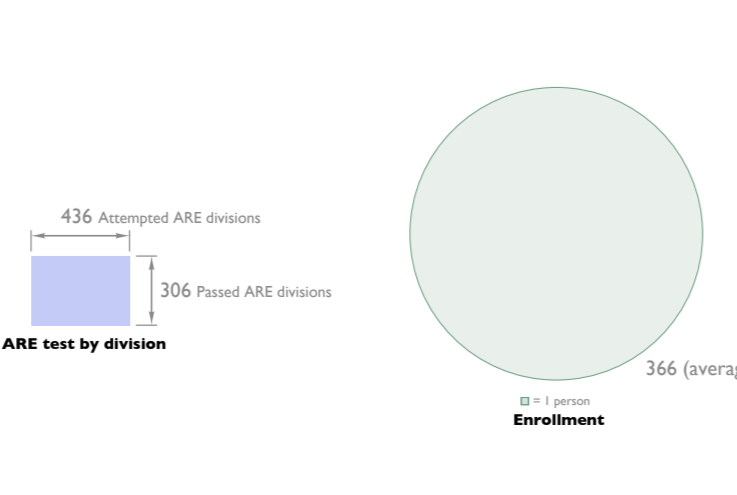 436 Attempted ARE divisions
306 Passed ARE divisions
ARE test by division
366 (averag
= 1 person
Enrollment